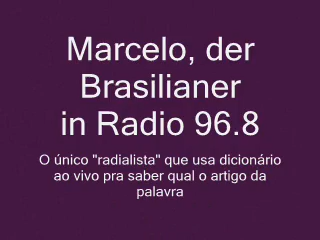 Marcelo, der
Brasilianer
in Radio 96.8
O único "radialista" que usa dicionário
ao vivo pra saber qual o artigo da
palavra